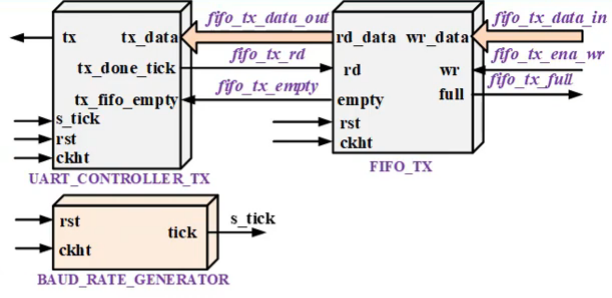 fifo_tx_data_out
fifo_tx_data_in
tx tx_data
rd_data wr_data
fifo_tx_rd
fifo_tx_ena_wr
tx_done_tick
rd wr
fifo_tx_full
fifo_tx_empty
full
tx_fifo_empty
empty
s_tick
rst
rst
ckht
ckht
UART_CONTROLLER_TX
FIFO_TX
rst
s_tick
tick
ckht
BAUD_RATE_GENERATOR